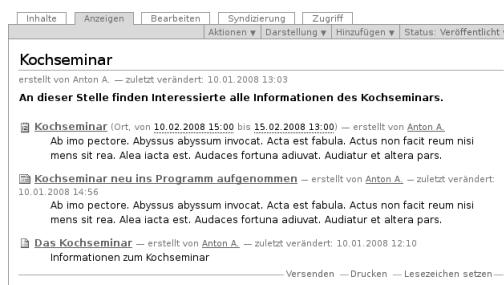 Inhalte Anzeigen Bearbeiten Syndizierung Zugriff
Aktionen ▼ Darstellung ▼ Hinzufügen ▼ Status: Veröffentlicht
Kochseminar
erstellt von Anton A. — zuletzt verändert: 10.01.2008 13:03
An dieser Stelle finden Interessierte alle Informationen des Kochseminars.
Kochseminar (Ort, von 10.02.2008 15:00 bis 15.02.2008 13:00) — erstellt von Anton A.
Ab imo pectore. Abyssus abyssum invocat. Acta est fabula. Actus non facit reum nisi
mens sit rea. Alea iacta est. Audaces fortuna adiuvat. Audiatur et altera pars.
Kochseminar neu ins Programm aufgenommen — erstellt von Anton A. — zuletzt verändert:
10.01.2008 14:56
Ab imo pectore. Abyssus abyssum invocat. Acta est fabula. Actus non facit reum nisi
mens sit rea. Alea iacta est. Audaces fortuna adiuvat. Audiatur et altera pars.
Das Kochseminar — erstellt von Anton A. — zuletzt verändert: 10.01.2008 12:10
Informationen zum Kochseminar
Versenden — Drucken — Lesezeichen setzen —